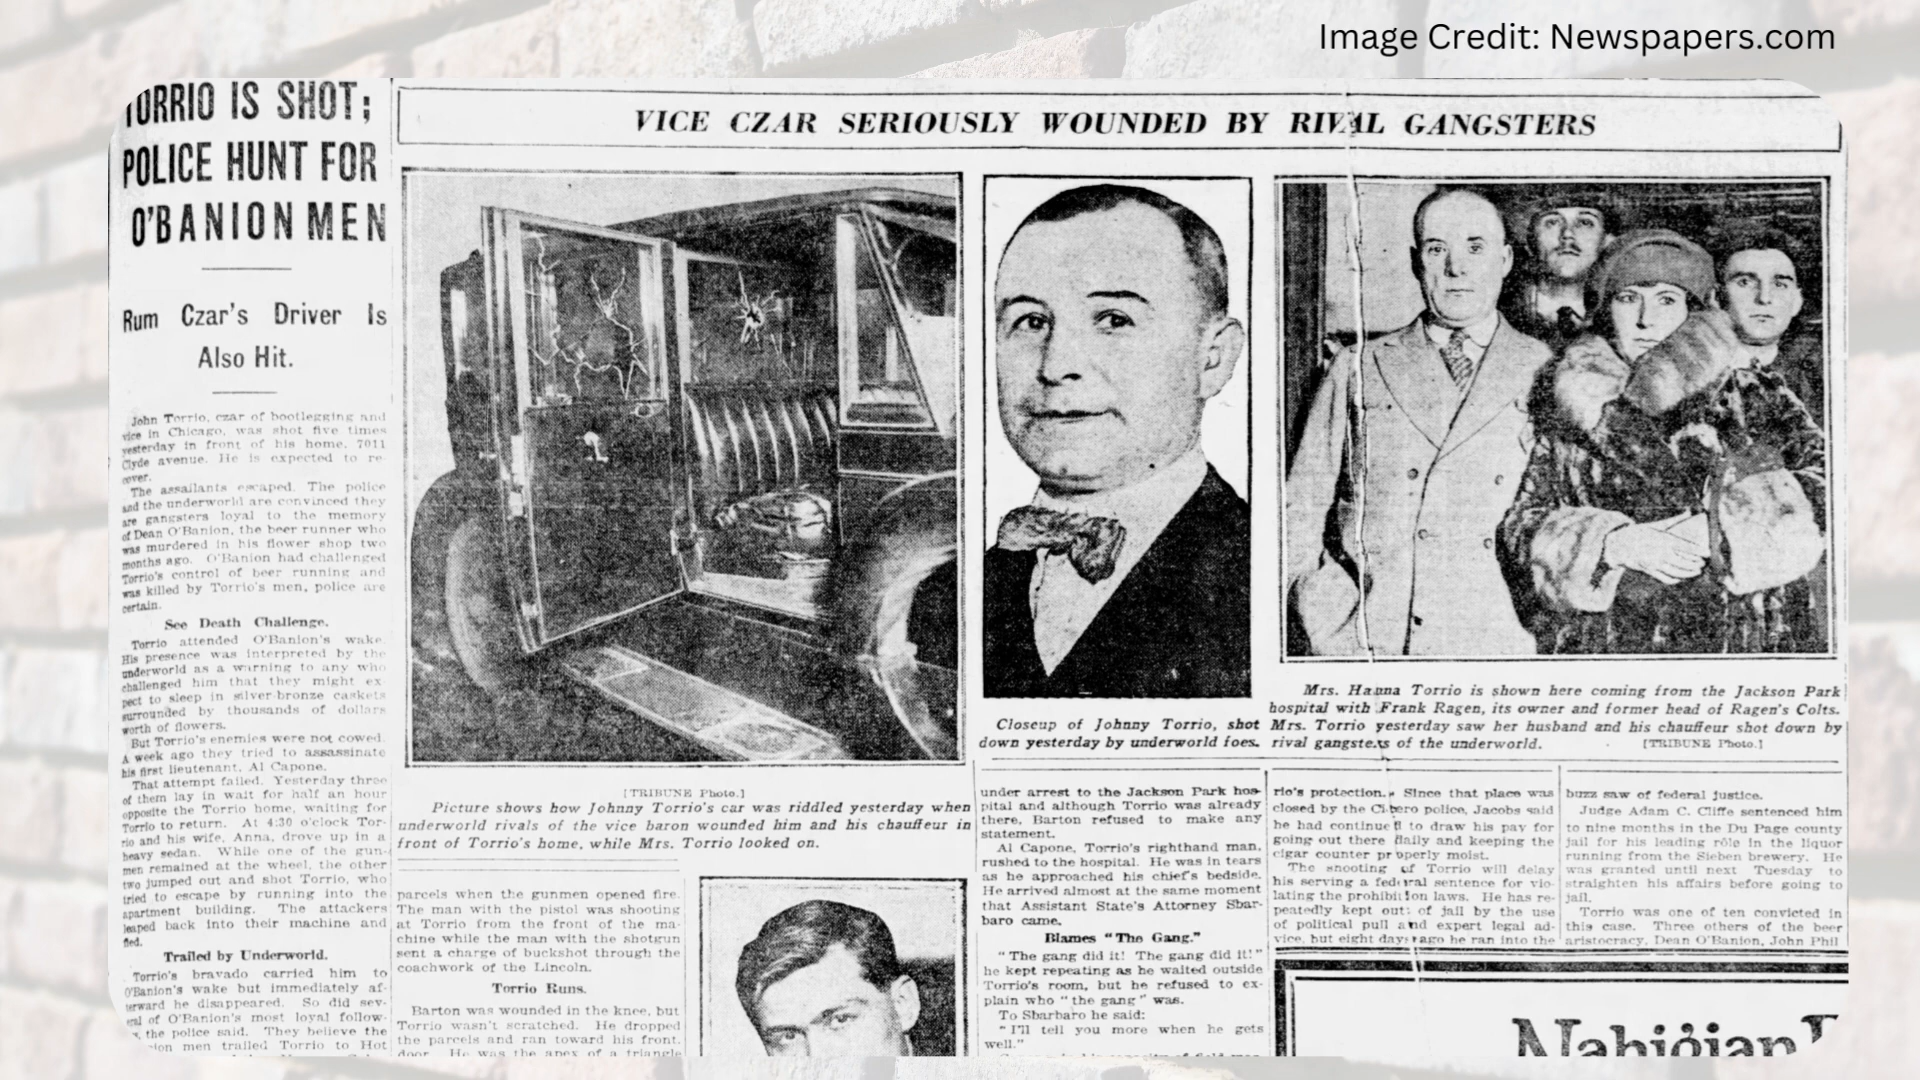 Image Credit: Newspapers.com
TORRIO IS SHOT;
POLICE HUNT FOR
O'BANION MEN
Rum Czar's Driver Is
Also Hit.
John Torrio, czar of bootlegging and
vice in Chicago, was shot five times
yesterday in front of his home, 7011
Clyde avenue. He is expected to re-
cover.
The assailants escaped. The police
and the underworld are convinced they
are gangsters loyal to the memory
of Dean O'Banion, the beer runner who
was murdered in his flower shop two
months ago. O'Banion had challenged
Torrio's control of beer running and
was killed by Torrio's men, police are
certain.
See Death Challenge.
Torrio attended O'Banion's wake.
His presence was interpreted by the
underworld as a warning to any who
challenged him that they might ex-
pect to sleep in silver-bronze caskets
surrounded by thousands of dollars
worth of flowers.
But Torrio's enemies were not cowed.
A week ago they tried to assassinate
his first lieutenant, Al Capone.
That attempt failed. Yesterday three
of them lay in wait for half an hour
opposite the Torrio home, waiting for
Torrio to return. At 4:30 o'clock Tor-
rio and his wife, Anna, drove up in a
heavy sedan. While one of the gun-
men remained at the wheel, the other
two jumped out and shot Torrio, who
tried to escape by running into the
apartment building. The attackers
leaped back into their machine and
fled.
Trailed by Underworld.
Torrio's bravado carried him to
O'Banion's wake but immediately af-
terward he disappeared. So did sev-
eral of O'Banion's most loyal follow-
the police said. They believe the
men trailed Torrio to Hot
VICE CZAR SERIOUSLY WOUNDED BY RIVAL GANGSTERS
[TRIBUNE Photo.]
Picture shows how Johnny Torrio's car was riddled yesterday when
underworld rivals of the vice baron wounded him and his chauffeur in
front of Torrio's home, while Mrs. Torrio looked on.
Closeup of Johnny Torrio, shot
down yesterday by underworld foes.
Mrs. Hanna Torrio is shown here coming from the Jackson Park
hospital with Frank Ragen, its owner and former head of Ragen's Colts.
Mrs. Torrio yesterday saw her husband and his chauffeur shot down by
rival gangsters of the underworld. [TRIBUNE Photo.]
parcels when the gunmen opened fire.
The man with the pistol was shooting
at Torrio from the front of the ma-
chine while the man with the shotgun
sent a charge of buckshot through the
coachwork of the Lincoln.
Torrio Runs.
Barton was wounded in the knee, but
Torrio wasn't scratched. He dropped
the parcels and ran toward his front
door. He was the apex of a triangle
under arrest to the Jackson Park hos-
pital and although Torrio was already
there, Barton refused to make any
statement.
Al Capone, Torrio's righthand man,
rushed to the hospital. He was in tears
as he approached his chief's bedside.
He arrived almost at the same moment
that Assistant State's Attorney Sbar-
baro came.
Blames "The Gang."
"The gang did it! The gang did it!"
he kept repeating as he waited outside
Torrio's room, but he refused to ex-
plain who "the gang" was.
To Sbarbaro he said:
"I'll tell you more when he gets
well."
rio's protection. Since that place was
closed by the Cicero police, Jacobs said
he had continued to draw his pay for
going out there daily and keeping the
cigar counter properly moist.
The shooting of Torrio will delay
his serving a federal sentence for vio-
lating the prohibition laws. He has re-
peatedly kept out of jail by the use
of political pull and expert legal ad-
vice, but eight days ago he ran into the
buzz saw of federal justice.
Judge Adam C. Cliffe sentenced him
to nine months in the Du Page county
jail for his leading rôle in the liquor
running from the Sieben brewery. He
was granted until next Tuesday to
straighten his affairs before going to
jail.
Torrio was one of ten convicted in
this case. Three others of the beer
aristocracy, Dean O'Banion, John Phil
Nahigian